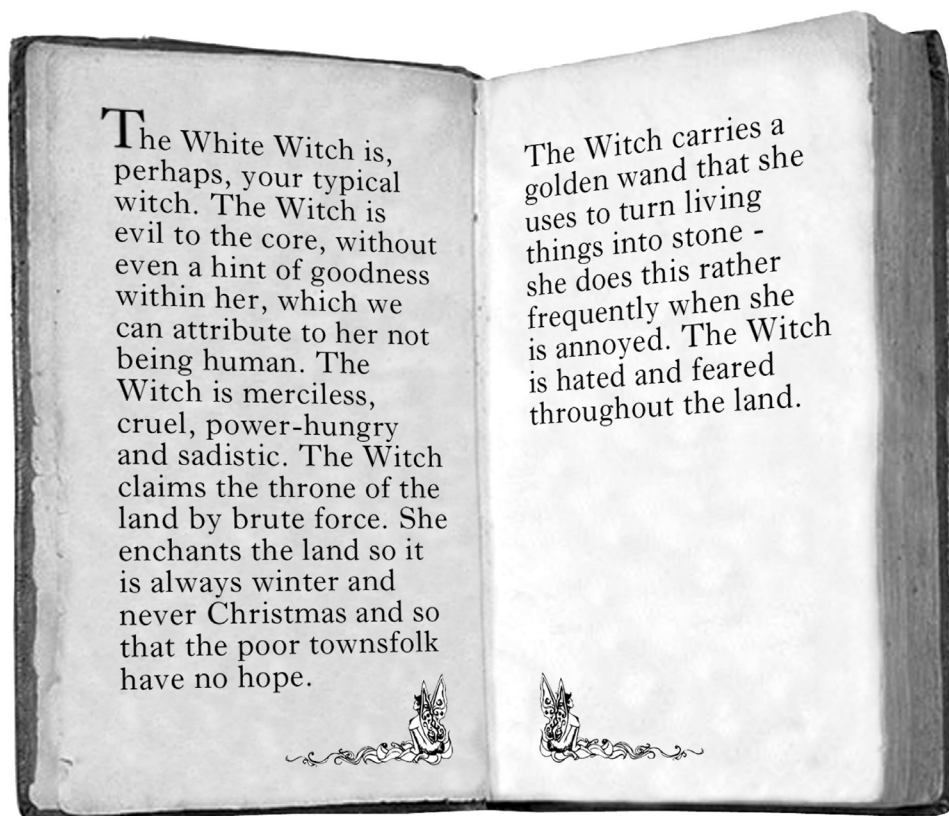 The White Witch is,
perhaps, your typical
witch. The Witch is
evil to the core, without
even a hint of goodness
within her, which we
can attribute to her not
being human. The
Witch is merciless,
cruel, power-hungry
and sadistic. The Witch
claims the throne of the
land by brute force. She
enchants the land so it
is always winter and
never Christmas and so
that the poor townsfolk
have no hope.
The Witch carries a
golden wand that she
uses to turn living
things into stone -
she does this rather
frequently when she
is annoyed. The Witch
is hated and feared
throughout the land.